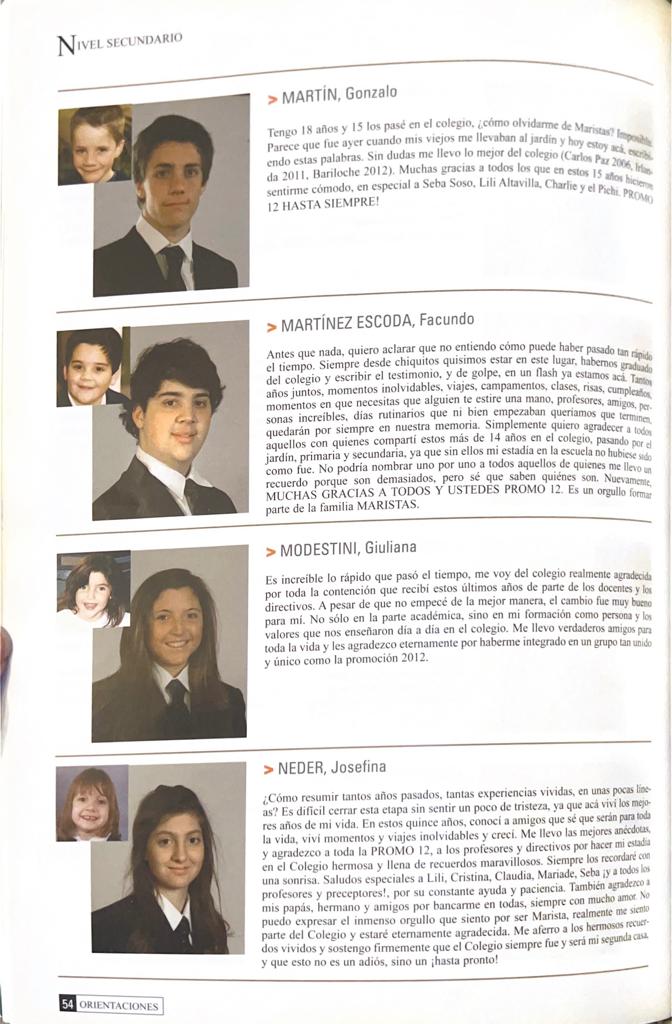 NIVEL SECUNDARIO
> MARTÍN, Gonzalo
Tengo 18 años y 15 los pasé en el colegio, ¿cómo olvidarme de Maristas? Imposible.
Parece que fue ayer cuando mis viejos me llevaban al jardín y hoy estoy acá, escribi-
endo estas palabras. Sin dudas me llevo lo mejor del colegio (Carlos Paz 2006, Irlan-
da 2011, Bariloche 2012). Muchas gracias a todos los que en estos 15 años hicieron
sentirme cómodo, en especial a Seba Soso, Lili Altavilla, Charlie y el Pichi. PROMO
12 HASTA SIEMPRE!
> MARTÍNEZ ESCODA, Facundo
Antes que nada, quiero aclarar que no entiendo cómo puede haber pasado tan rápido
el tiempo. Siempre desde chiquitos quisimos estar en este lugar, habernos graduado
del colegio y escribir el testimonio, y de golpe, en un flash ya estamos acá. Tantos
años juntos, momentos inolvidables, viajes, campamentos, clases, risas, cumpleaños,
momentos en que necesitas que alguien te estire una mano, profesores, amigos, per-
sonas increíbles, días rutinarios que ni bien empezaban queriamos que terminen,
quedarán por siempre en nuestra memoria. Simplemente quiero agradecer a todos
aquellos con quienes compartí estos más de 14 años en el colegio, pasando por el
jardín, primaria y secundaria, ya que sin ellos mi estadía en la escuela no hubiese sido
como fue. No podría nombrar uno por uno a todos aquellos de quienes me llevo un
recuerdo porque son demasiados, pero sé que saben quiénes son. Nuevamente,
MUCHAS GRACIAS A TODOS Y USTEDES PROMO 12. Es un orgullo formar
parte de la familia MARISTAS.
> MODESTINI, Giuliana
Es increíble lo rápido que pasó el tiempo, me voy del colegio realmente agradecida
por toda la contención que recibí estos últimos años de parte de los docentes y los
directivos. A pesar de que no empecé de la mejor manera, el cambio fue muy bueno
para mí. No sólo en la parte académica, sino en mi formación como persona y los
valores que nos enseñaron día a día en el colegio. Me llevo verdaderos amigos para
toda la vida y les agradezco eternamente por haberme integrado en un grupo tan unido
y único como la promoción 2012.
> NEDER, Josefina
¿Cómo resumir tantos años pasados, tantas experiencias vividas, en unas pocas líne-
as? Es difícil cerrar esta etapa sin sentir un poco de tristeza, ya que acá viví los mejo-
res años de mi vida. En estos quince años, conocí a amigos que sé que serán para toda
la vida, viví momentos y viajes inolvidables y crecí. Me llevo las mejores anécdotas,
y agradezco a toda la PROMO 12, a los profesores y directivos por hacer mi estadía
en el Colegio hermosa y llena de recuerdos maravillosos. Siempre los recordaré con
una sonrisa. Saludos especiales a Lili, Cristina, Claudia, Mariade, Seba ¡y a todos los
profesores y preceptores!, por su constante ayuda y paciencia. También agradezco a
mis papás, hermano y amigos por bancarme en todas, siempre con mucho amor. No
puedo expresar el inmenso orgullo que siento por ser Marista, realmente me siento
parte del Colegio y estaré eternamente agradecida. Me aferro a los hermosos recuer-
dos vividos y sostengo firmemente que el Colegio siempre fue y será mi segunda casa,
y que esto no es un adiós, sino un ¡hasta pronto!
54 ORIENTACIONES